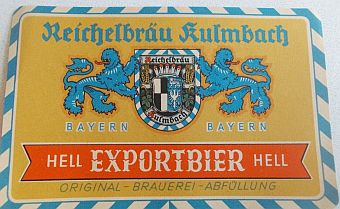 Reichelbräu Kulmbach
Reichelbräu
Kulmbach
BAYERN BAYERN
HELL EXPORTBIER HELL
ORIGINAL-BRAUEREI-ABFÜLLUNG